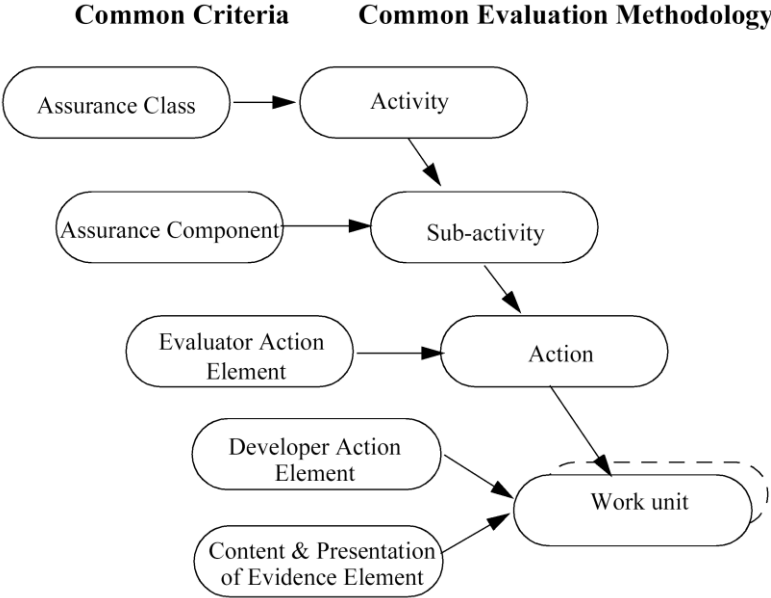 Common Criteria
Common Evaluation Methodology
Assurance Class
Activity
Assurance Component
Sub-activity
Evaluator Action
Element
Action
Developer Action
Element
Work unit
Content & Presentation
of Evidence Element